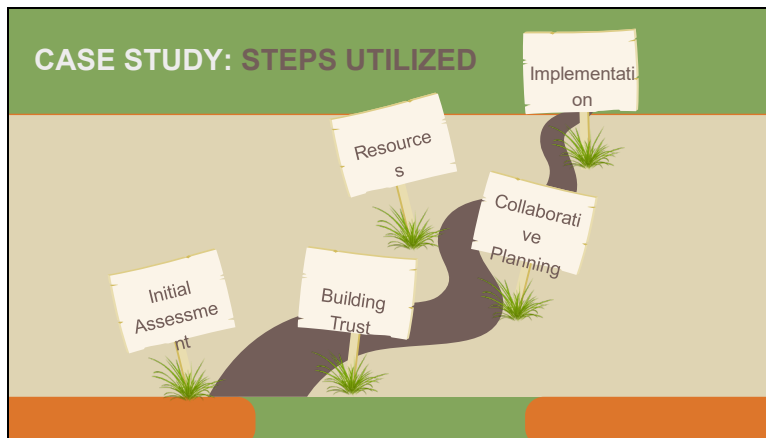 CASE STUDY: STEPS UTILIZED
Implementati
on
Resource
s
Collaborati
ve
Planning
Building
Trust
Initial
Assessme
nt